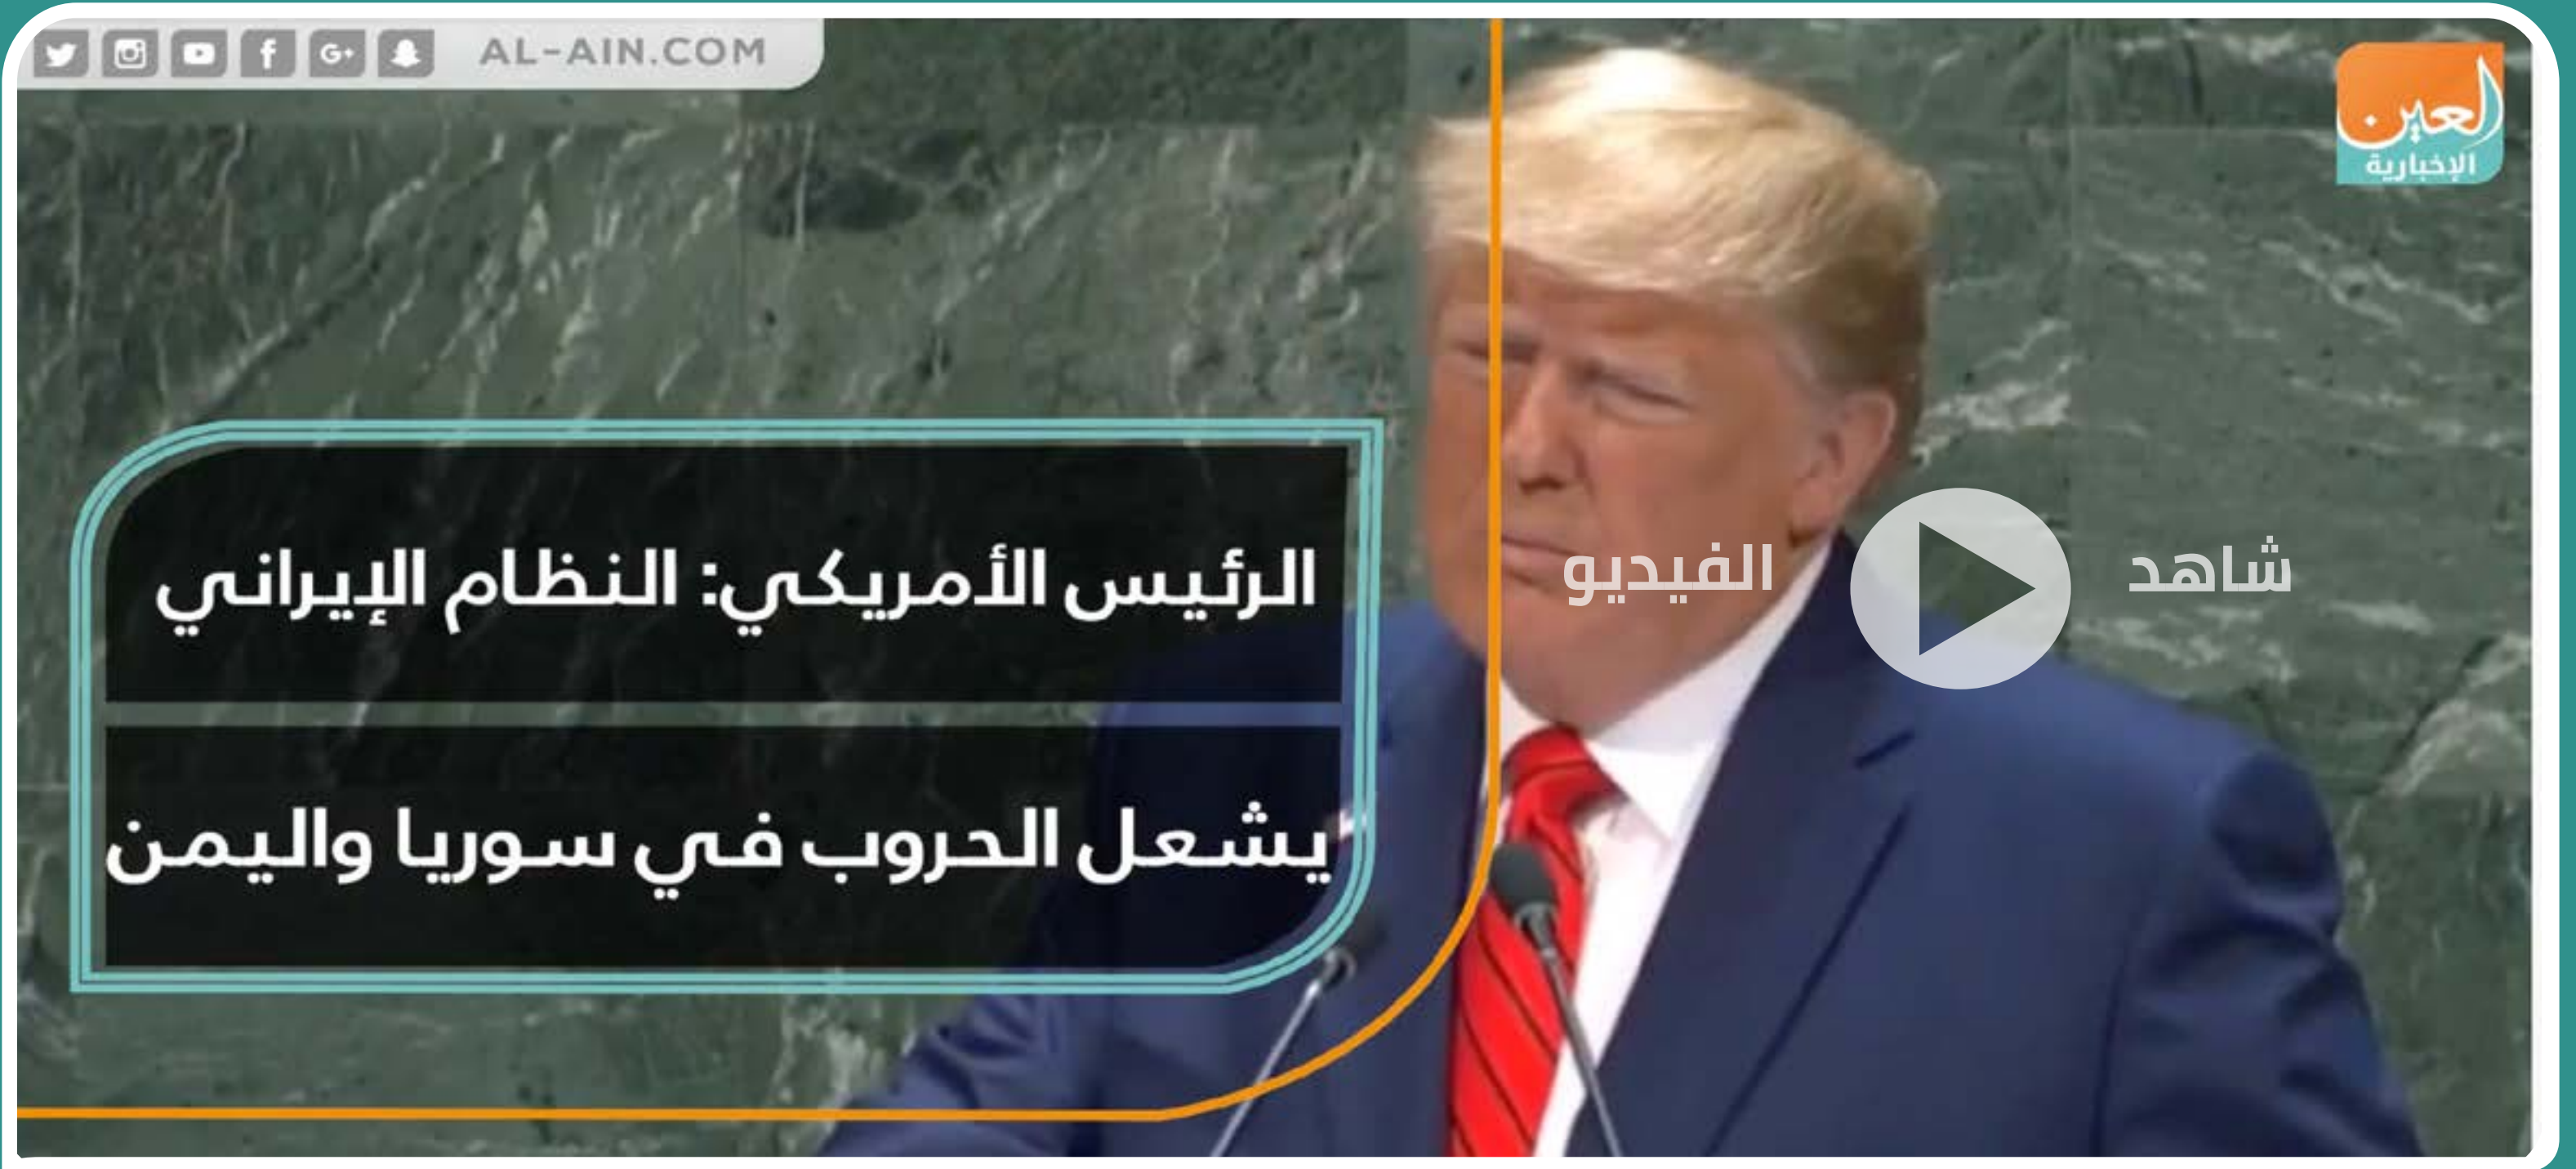 AL-AIN.COM
العين
الإخبارية
شاهد الفيديو
الرئيس الأمريكي: النظام الإيراني
يشعل الحروب في سوريا واليمن